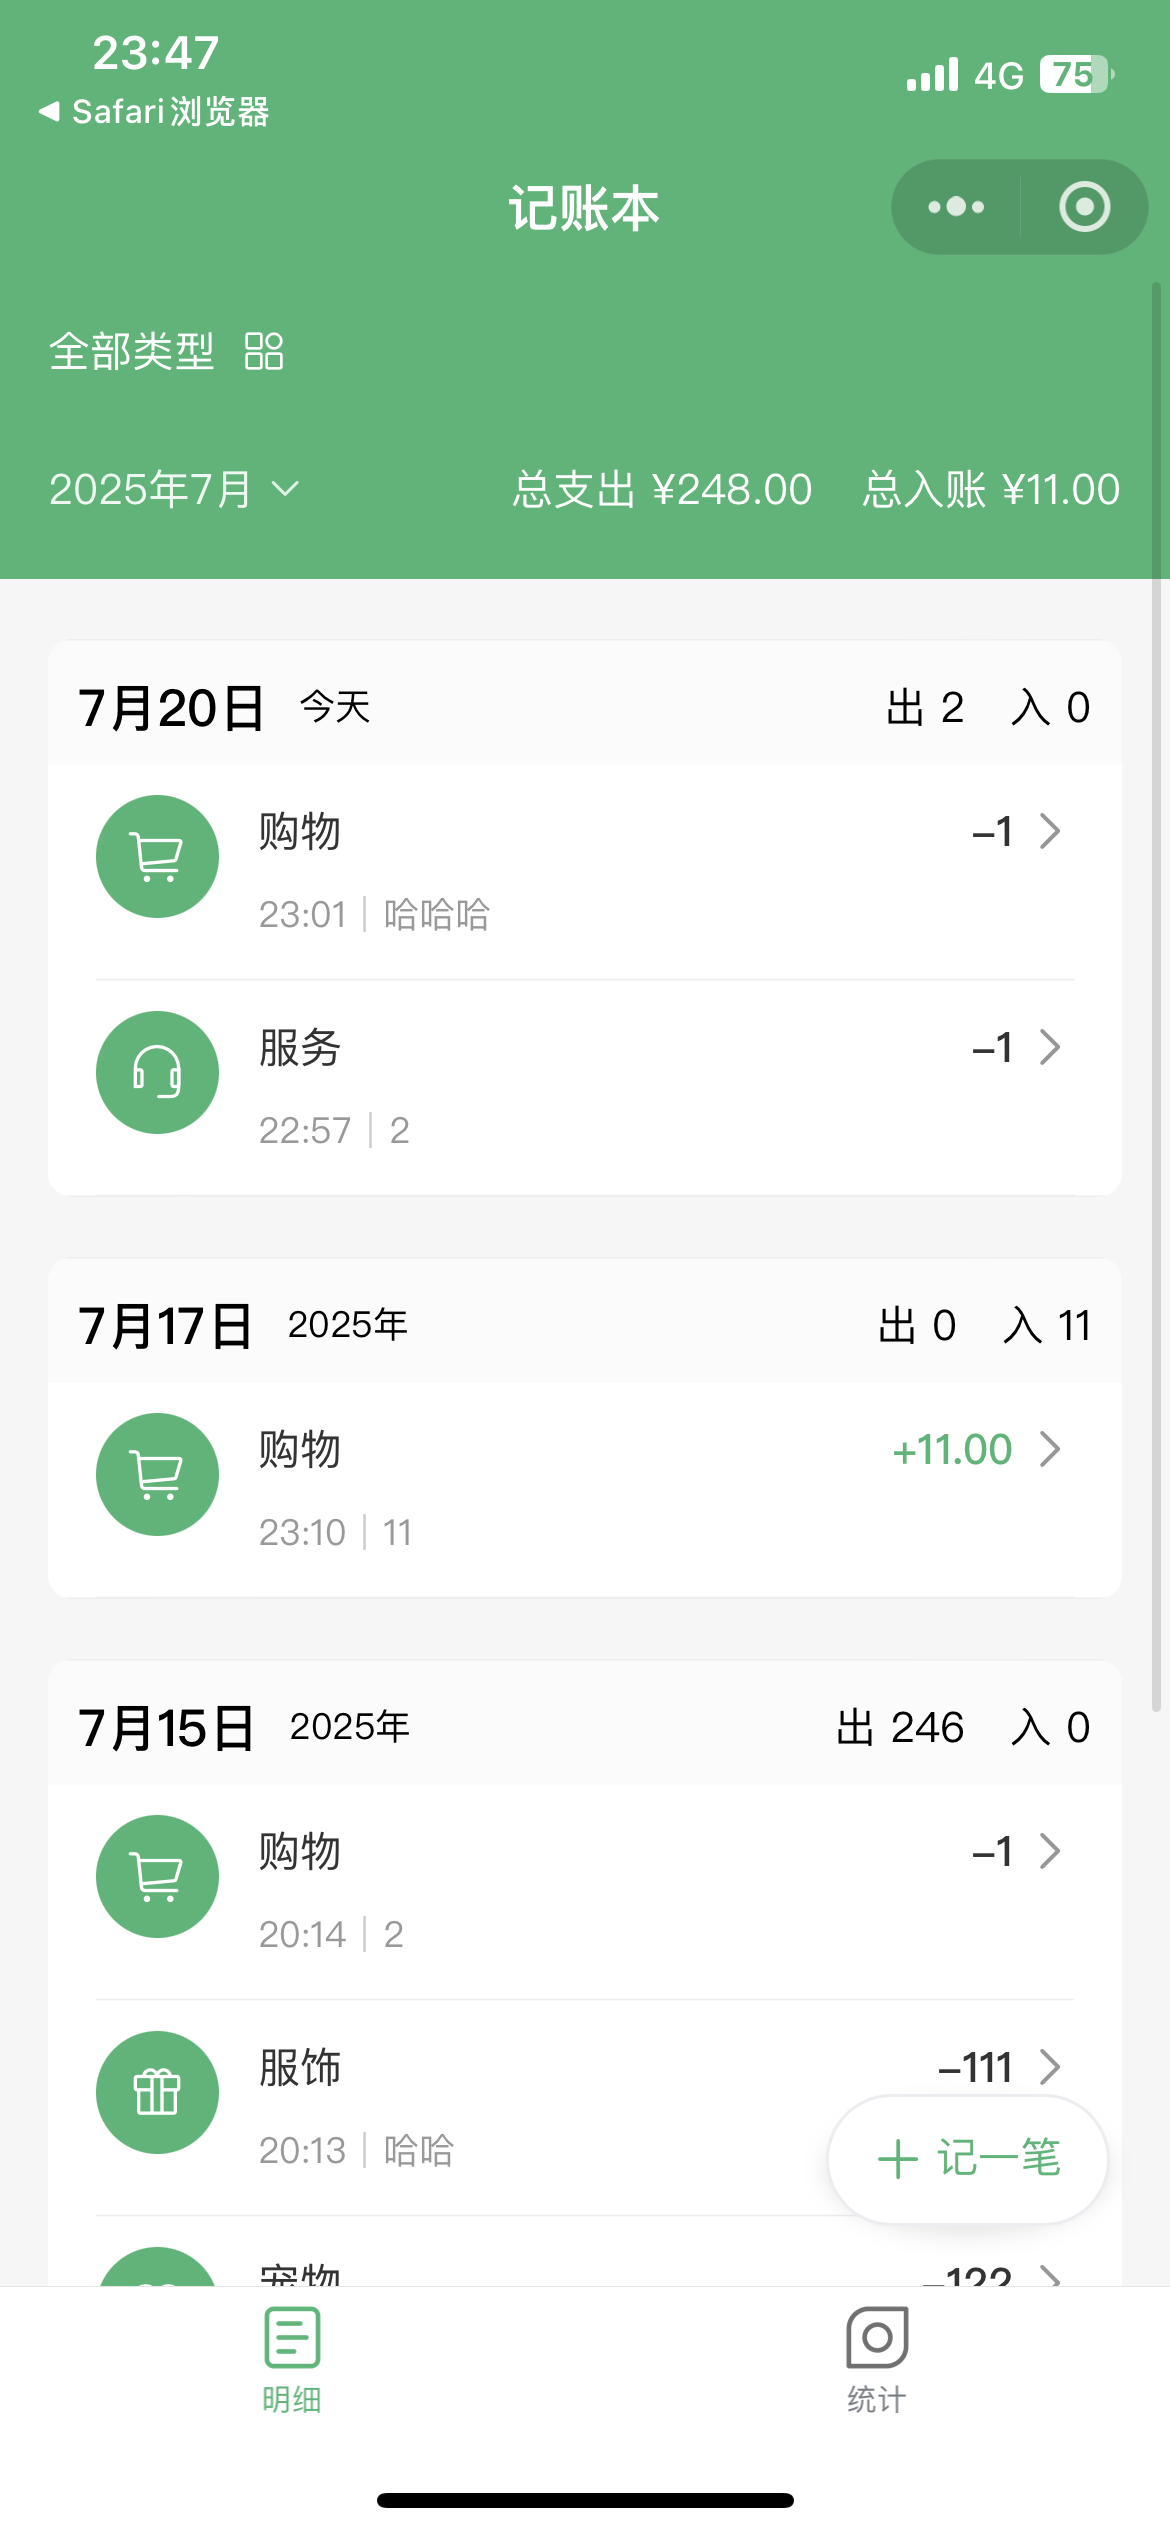 23:47
4G 75
◀ Safari浏览器
记账本
全部类型
2025年7月 总支出 ¥248.00 总入账 ¥11.00
7月20日 今天 出 2 入 0
购物 –1
23:01 | 哈哈哈
服务 –1
22:57 | 2
7月17日 2025年 出 0 入 11
购物 +11.00
23:10 | 11
7月15日 2025年 出 246 入 0
购物 –1
20:14 | 2
服饰 –111
20:13 | 哈哈
+ 记一笔
宠物 –122
明细
统计